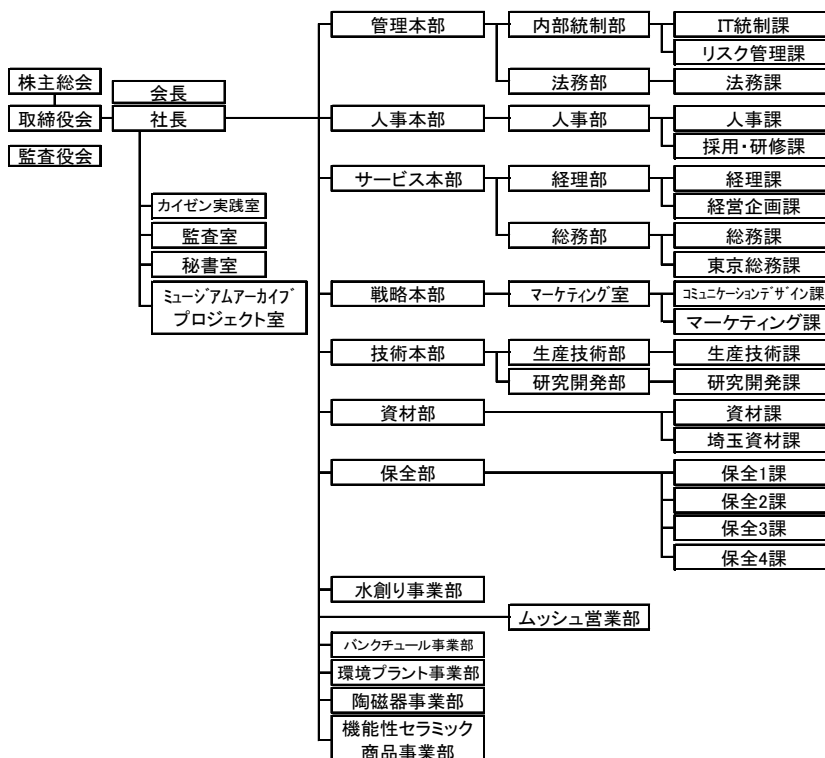 管理本部
内部統制部
IT統制課
リスク管理課
法務部
法務課
株主総会
会長
取締役会
社長
監査役会
人事本部
人事部
人事課
採用・研修課
サービス本部
経理部
経理課
経営企画課
総務部
総務課
東京総務課
カイゼン実践室
監査室
秘書室
ミュージアムアーカイブ
プロジェクト室
戦略本部
マーケティング室
コミュニケーションデザイン課
マーケティング課
技術本部
生産技術部
生産技術課
研究開発部
研究開発課
資材部
資材課
埼玉資材課
保全部
保全1課
保全2課
保全3課
保全4課
水創り事業部
ムッシュ営業部
バンクチュール事業部
環境プラント事業部
陶磁器事業部
機能性セラミック
商品事業部